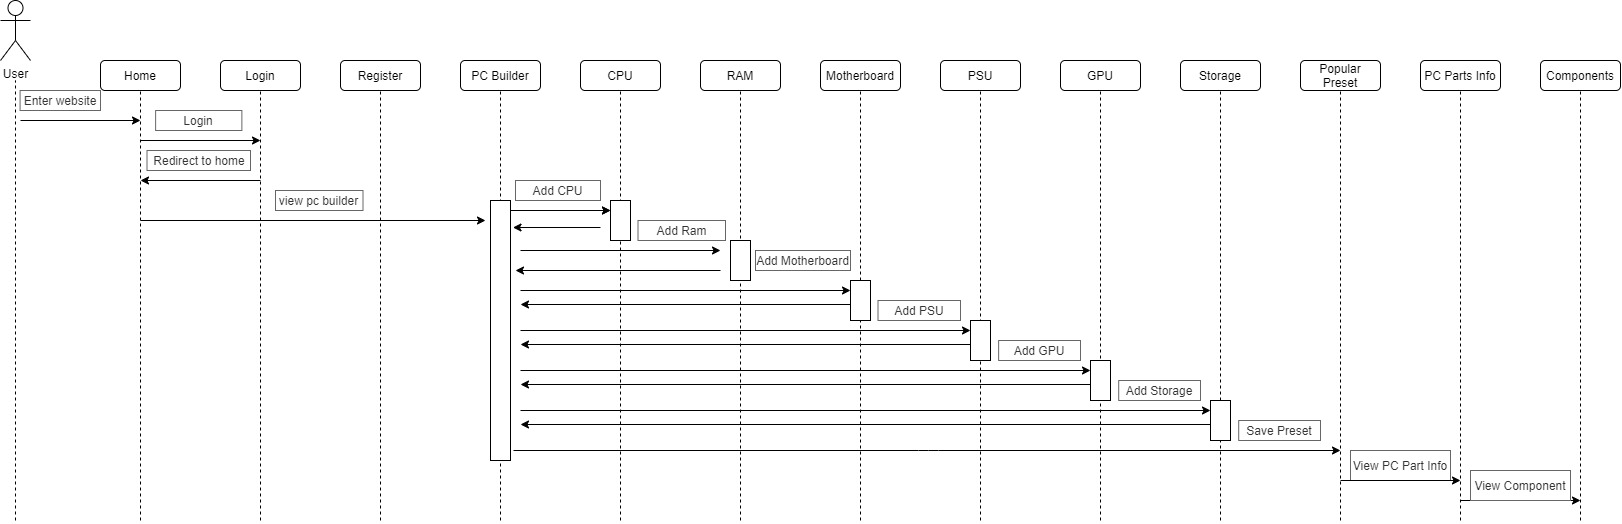 User
Home
Login
Register
PC Builder
CPU
RAM
Motherboard
PSU
GPU
Storage
Popular
Preset
PC Parts Info
Components
Enter website
Login
Redirect to home
view pc builder
Add CPU
Add Ram
Add Motherboard
Add PSU
Add GPU
Add Storage
Save Preset
View PC Part Info
View Component